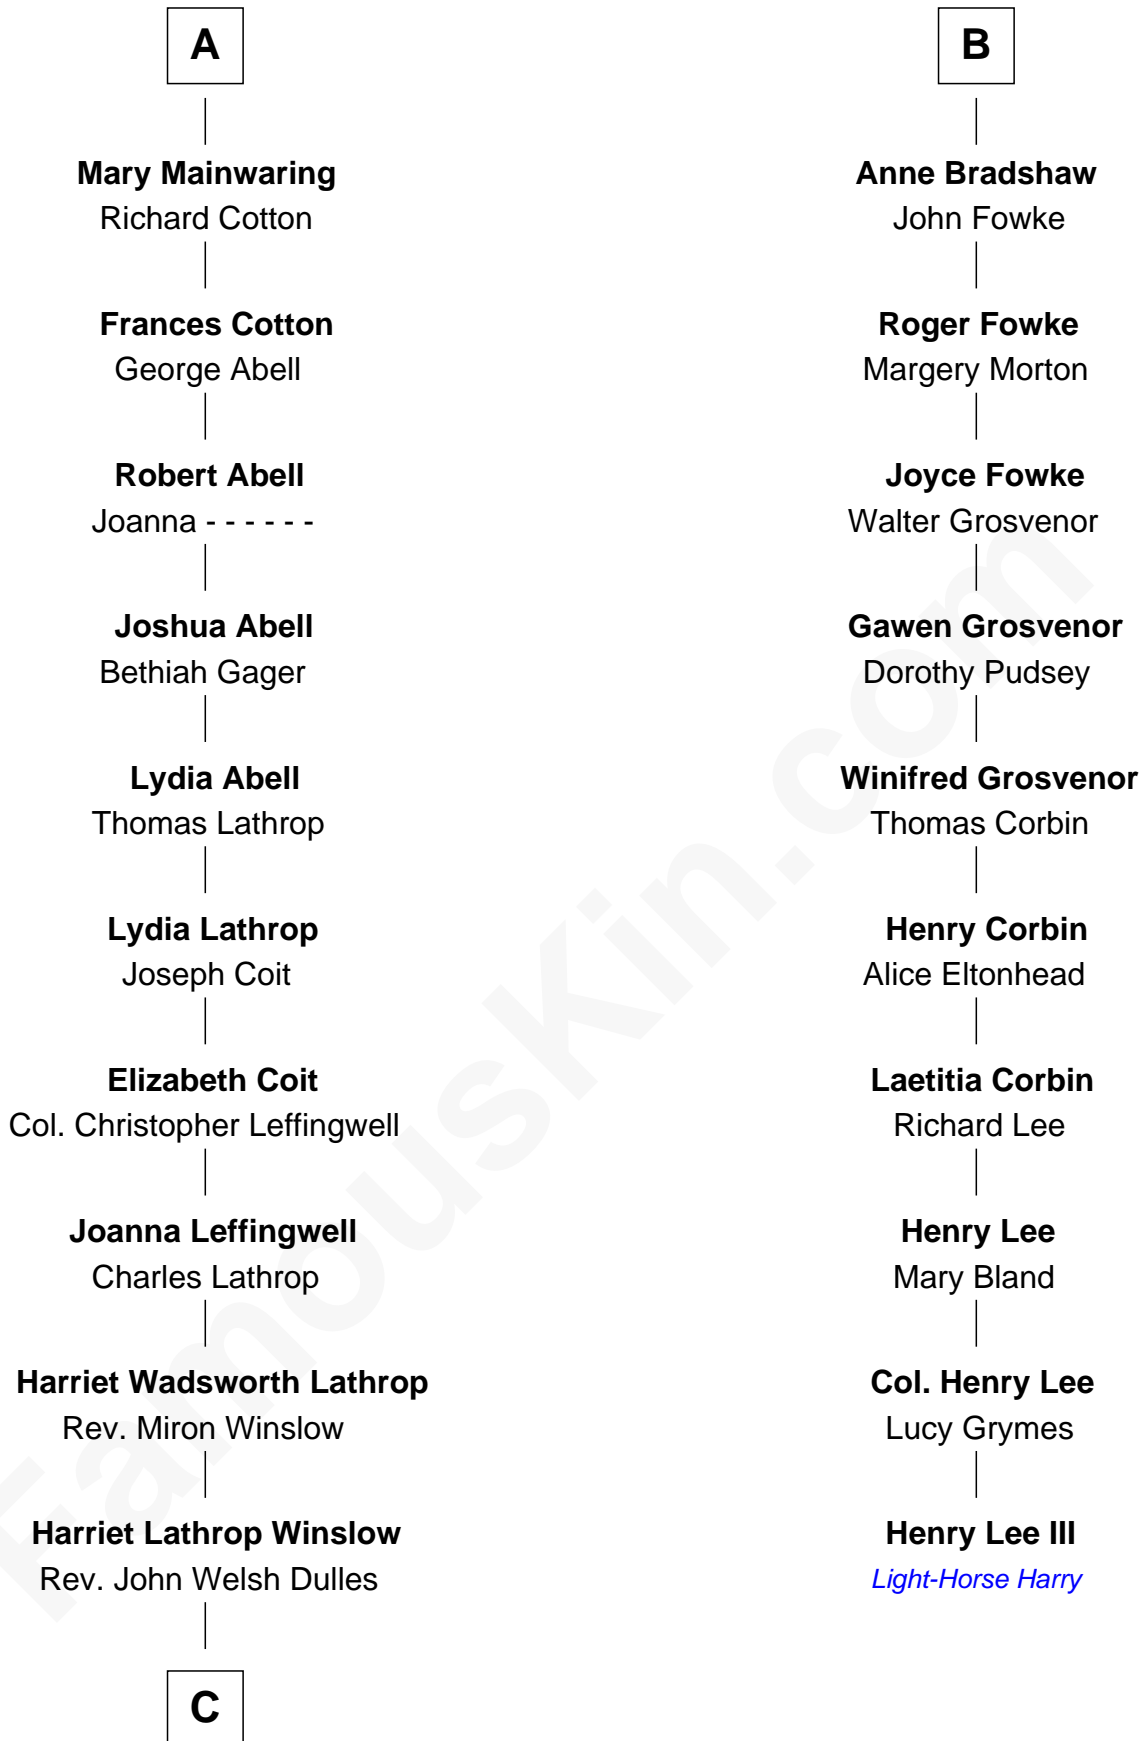 A
Mary Mainwaring
Richard Cotton
Frances Cotton
George Abell
Robert Abell
Joanna - - - - - -
Joshua Abell
Bethiah Gager
Lydia Abell
Thomas Lathrop
Lydia Lathrop
Joseph Coit
Elizabeth Coit
Col. Christopher Leffingwell
Joanna Leffingwell
Charles Lathrop
Harriet Wadsworth Lathrop
Rev. Miron Winslow
Harriet Lathrop Winslow
Rev. John Welsh Dulles
C
B
Anne Bradshaw
John Fowke
Roger Fowke
Margery Morton
Joyce Fowke
Walter Grosvenor
Gawen Grosvenor
Dorothy Pudsey
Winifred Grosvenor
Thomas Corbin
Henry Corbin
Alice Eltonhead
Laetitia Corbin
Richard Lee
Henry Lee
Mary Bland
Col. Henry Lee
Lucy Grymes
Henry Lee III
Light-Horse Harry
FamousKin.com